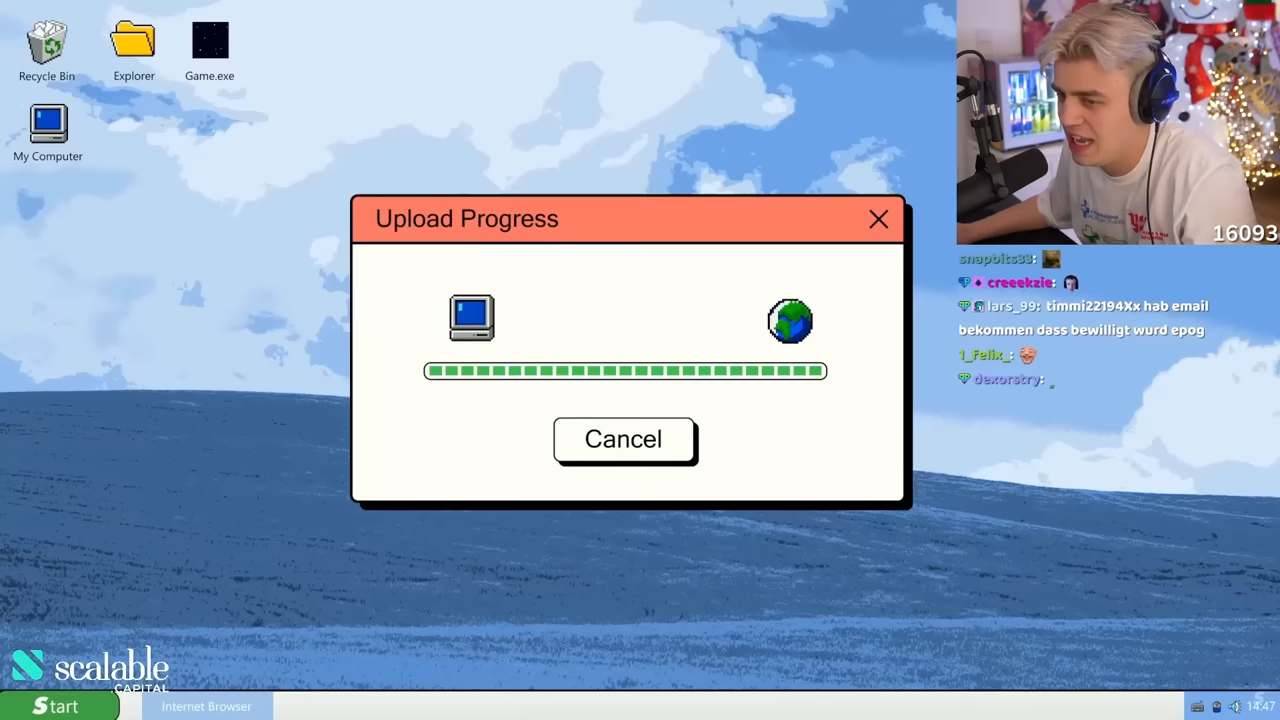 Recycle Bin
Explorer
Game.exe
My Computer
Upload Progress
Cancel
16093
snapbits33:
creeekzie:
lars_99: timmi22194Xx hab email
bekommen dass bewilligt wurd epog
1_Felix_:
dexorstry: ,
scalable
CAPITAL
Start
Internet Browser
14:47